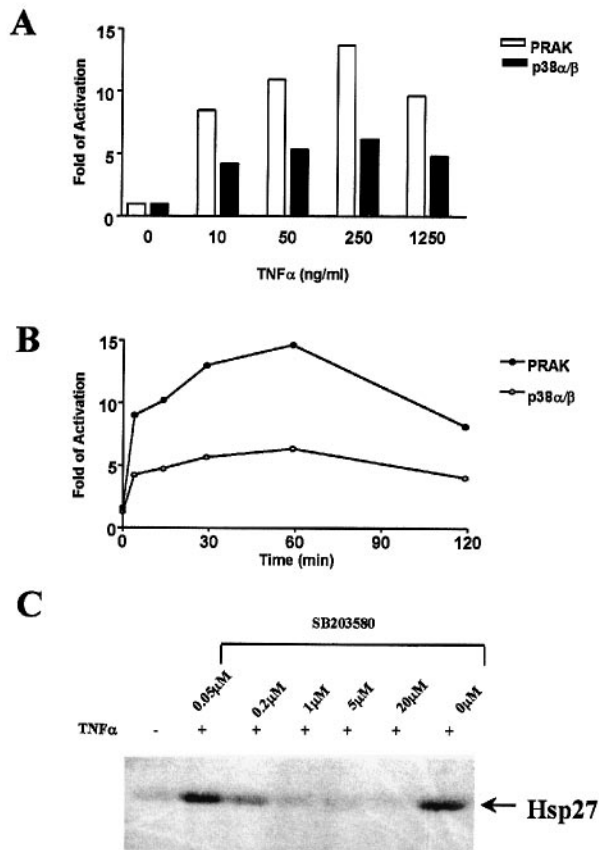 A
Fold of Activation
15
10
5
0
0 10 50 250 1250
TNFα (ng/ml)
PRAK
p38α/β
B
Fold of Activation
15
10
5
0
0 30 60 90 120
Time (min)
PRAK
p38α/β
C
SB203580
0.05µM 0.2µM 1µM 5µM 20µM 0µM
TNFα - + + + + + +
Hsp27